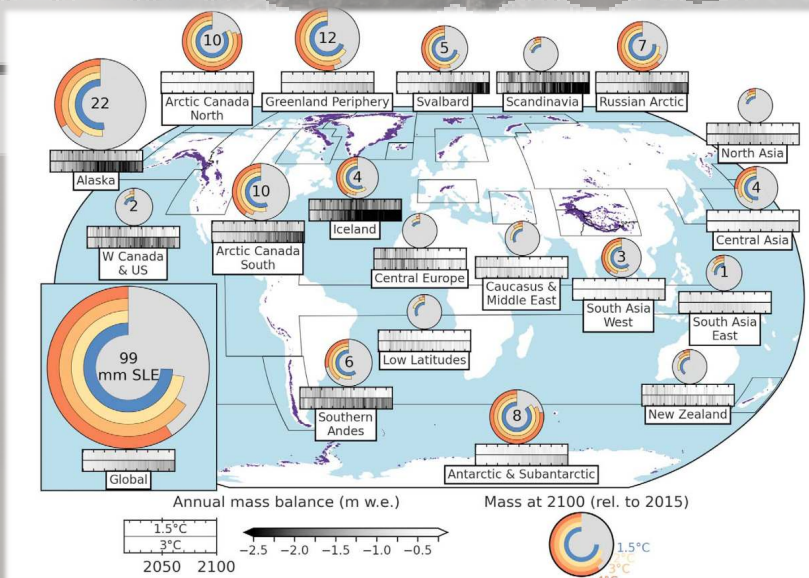 10
12
5
7
22
Arctic Canada
North
Greenland Periphery
Svalbard
Scandinavia
Russian Arctic
North Asia
Alaska
2
W Canada
& US
10
Arctic Canada
South
4
Iceland
4
Central Asia
Central Europe
Caucasus &
Middle East
3
South Asia
West
1
South Asia
East
99
mm SLE
Global
Low Latitudes
6
Southern
Andes
New Zealand
8
Antarctic & Subantarctic
Annual mass balance (m w.e.)
Mass at 2100 (rel. to 2015)
1.5°C
3°C
2050 2100
−2.5 −2.0 −1.5 −1.0 −0.5
1.5°C
3°C